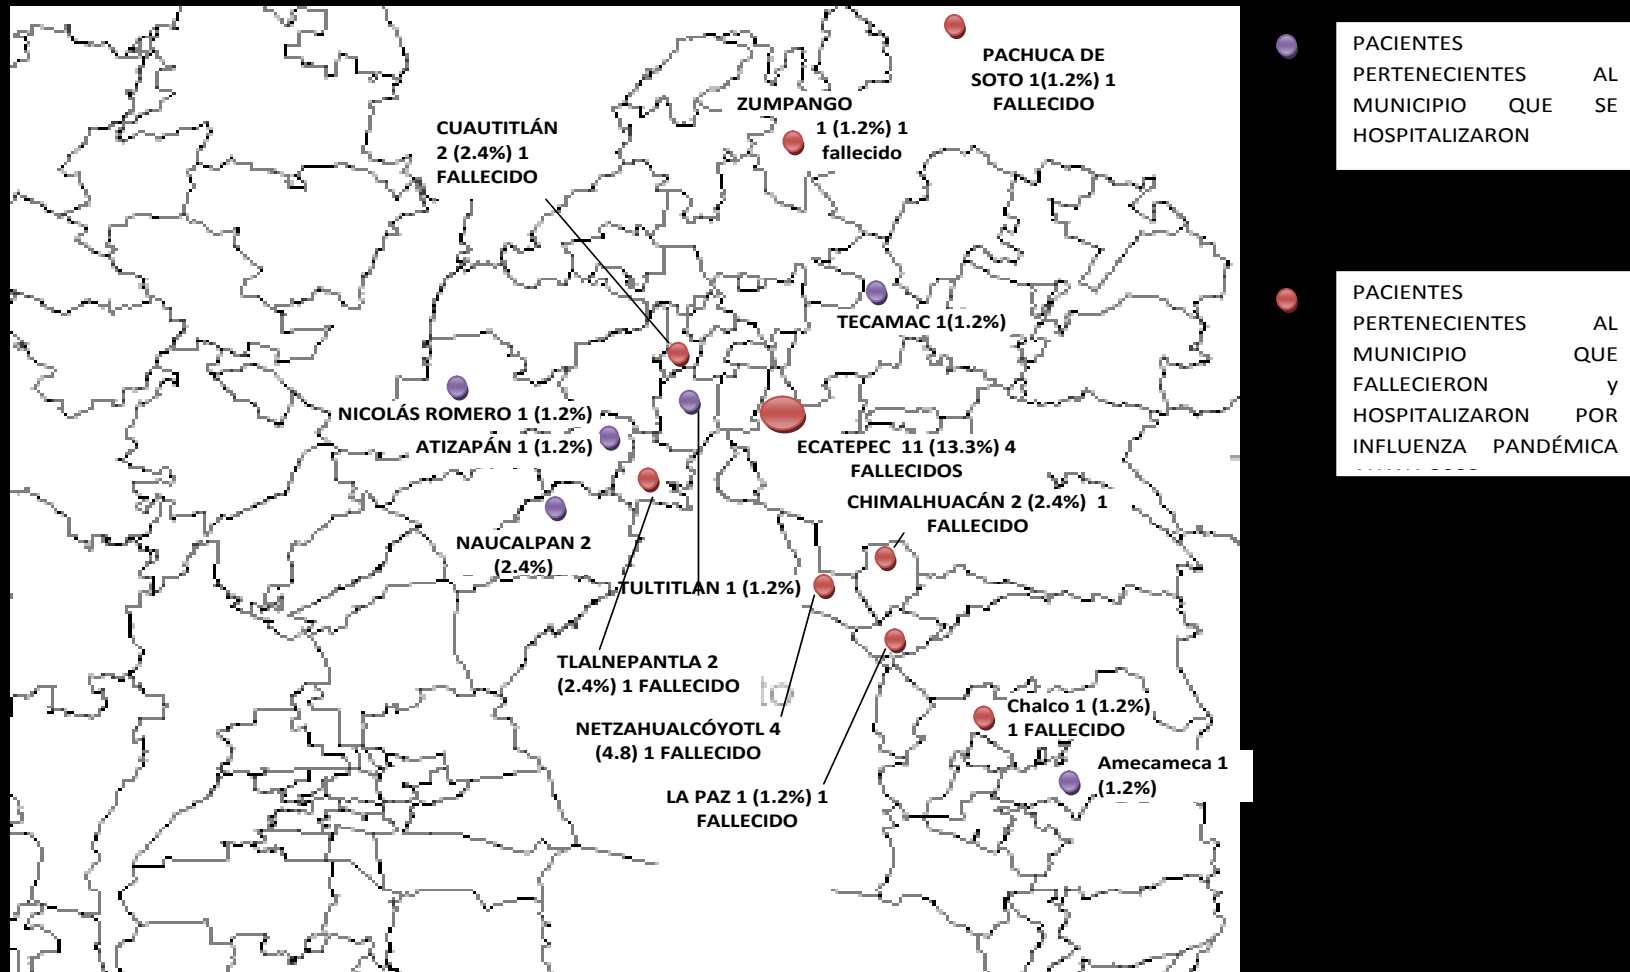 PACHUCA DE
SOTO 1(1.2%) 1
FALLECIDO
ZUMPANGO
1 (1.2%) 1
fallecido
CUAUTITLÁN
2 (2.4%) 1
FALLECIDO
TECAMAC 1(1.2%)
NICOLÁS ROMERO 1 (1.2%)
ATIZAPÁN 1 (1.2%)
ECATEPEC 11 (13.3%) 4
FALLECIDOS
CHIMALHUACÁN 2 (2.4%) 1
FALLECIDO
NAUCALPAN 2
(2.4%)
TULTITLAN 1 (1.2%)
TLALNEPANTLA 2
(2.4%) 1 FALLECIDO
to
NETZAHUALCÓYOTL 4
(4.8) 1 FALLECIDO
LA PAZ 1 (1.2%) 1
FALLECIDO
Chalco 1 (1.2%)
1 FALLECIDO
Amecameca 1
(1.2%)
PACIENTES
PERTENECIENTES AL
MUNICIPIO QUE SE
HOSPITALIZARON
PACIENTES
PERTENECIENTES AL
MUNICIPIO QUE
FALLECIERON y
HOSPITALIZARON POR
INFLUENZA PANDÉMICA